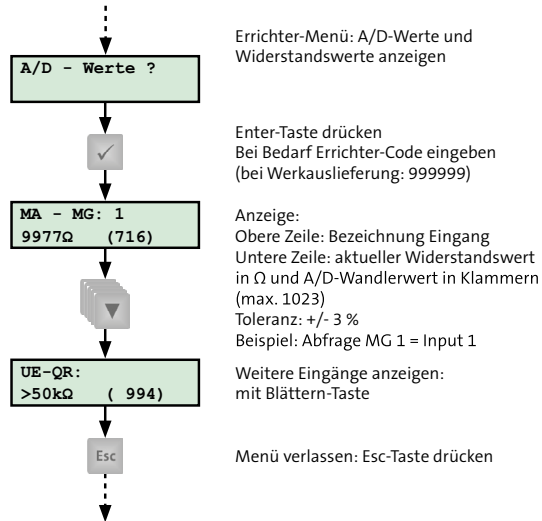 Errichter-Menü: A/D-Werte und
Widerstandswerte anzeigen
A/D - Werte ?
Enter-Taste drücken
Bei Bedarf Errichter-Code eingeben
(bei Werkauslieferung: 999999)
MA - MG: 1
9977Ω (716)
Anzeige:
Obere Zeile: Bezeichnung Eingang
Untere Zeile: aktueller Widerstandswert
in Ω und A/D-Wandlerwert in Klammern
(max. 1023)
Toleranz: +/- 3 %
Beispiel: Abfrage MG 1 = Input 1
UE-QR:
>50kΩ ( 994)
Weitere Eingänge anzeigen:
mit Blättern-Taste
Esc
Menü verlassen: Esc-Taste drücken